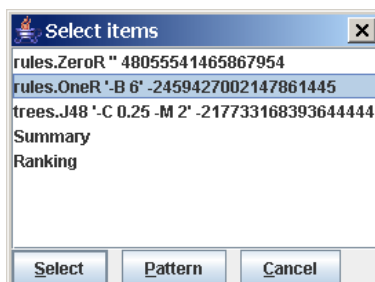 Select items
rules.ZeroR '' 48055541465867954
rules.OneR '-B 6' -2459427002147861445
trees.J48 '-C 0.25 -M 2' -217733168393644444
Summary
Ranking
Select Pattern Cancel